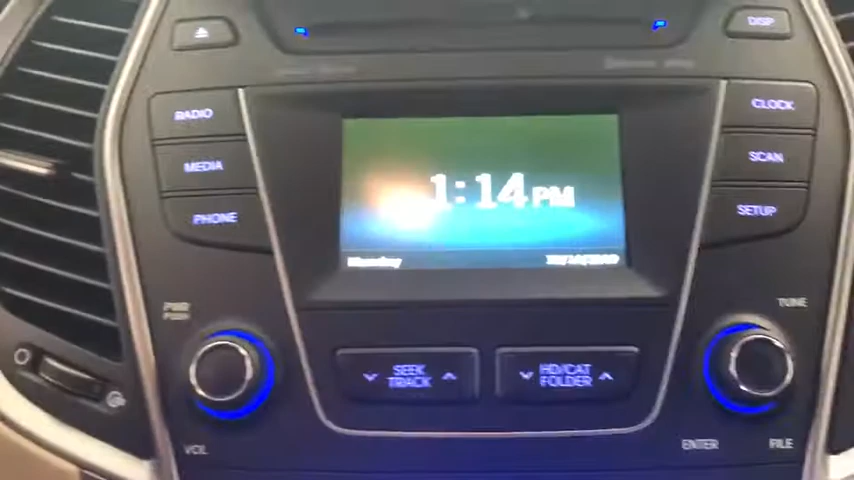 DISP
RADIO
CLOCK
MEDIA
SCAN
PHONE
SETUP
1:14 PM
Monday
PWR
PUSH
TUNE
SEEK
TRACK
HD/CAT
FOLDER
VOL
ENTER
FILE